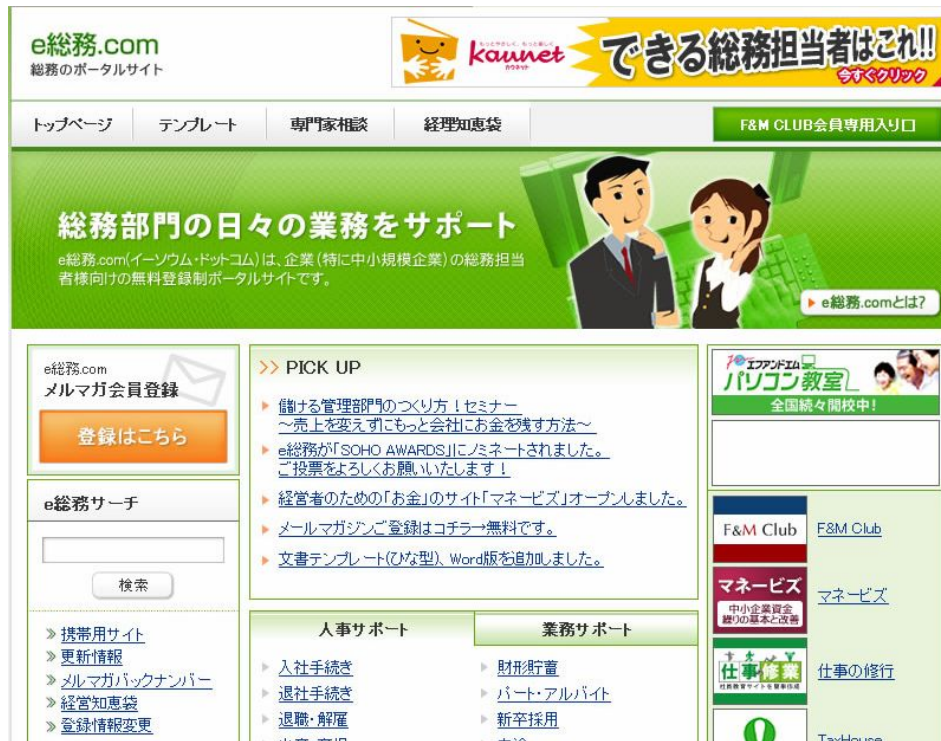 e総務.com
総務のポータルサイト
kaunet
カウネット
できる総務担当者はこれ!!
今すぐクリック
トップページ
テンプレート
専門家相談
経理知恵袋
F&M CLUB会員専用入り口
総務部門の日々の業務をサポート
e総務.com(イーソウム・ドットコム)は、企業(特に中小規模企業)の総務担当
者様向けの無料登録制ポータルサイトです。
e総務.comとは?
e総務.com
メルマガ会員登録
登録はこちら
e総務サーチ
検索
携帯用サイト
更新情報
メルマガバックナンバー
経営知恵袋
登録情報変更
>> PICK UP
儲ける管理部門のつくり方!セミナー
~売上を変えずにもっと会社にお金を残す方法~
e総務が「SOHO AWARDS」にノミネートされました。
ご投票をよろしくお願いいたします!
経営者のための「お金」のサイト「マネービズ」オープンしました。
メールマガジンご登録はコチラ→無料です。
文書テンプレート(ひな型)、Word版を追加しました。
人事サポート
入社手続き
退社手続き
退職・解雇
業務サポート
財形貯蓄
パート・アルバイト
新卒採用
エフアンドエム
パソコン教室
全国続々開校中!
F&M Club
F&M Club
マネービズ
中小企業資金
繰りの基本と改善
マネービズ
仕事修業
仕事の修行
TaxHouse